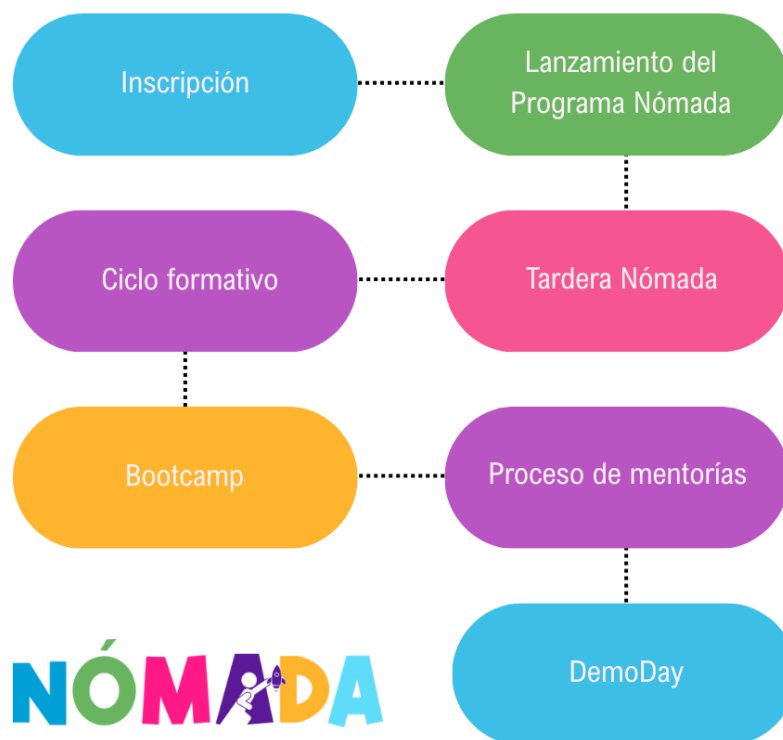 Inscripción
Lanzamiento del
Programa Nómada
Tardera Nómada
Ciclo formativo
Bootcamp
Proceso de mentorías
DemoDay
NÓMADA